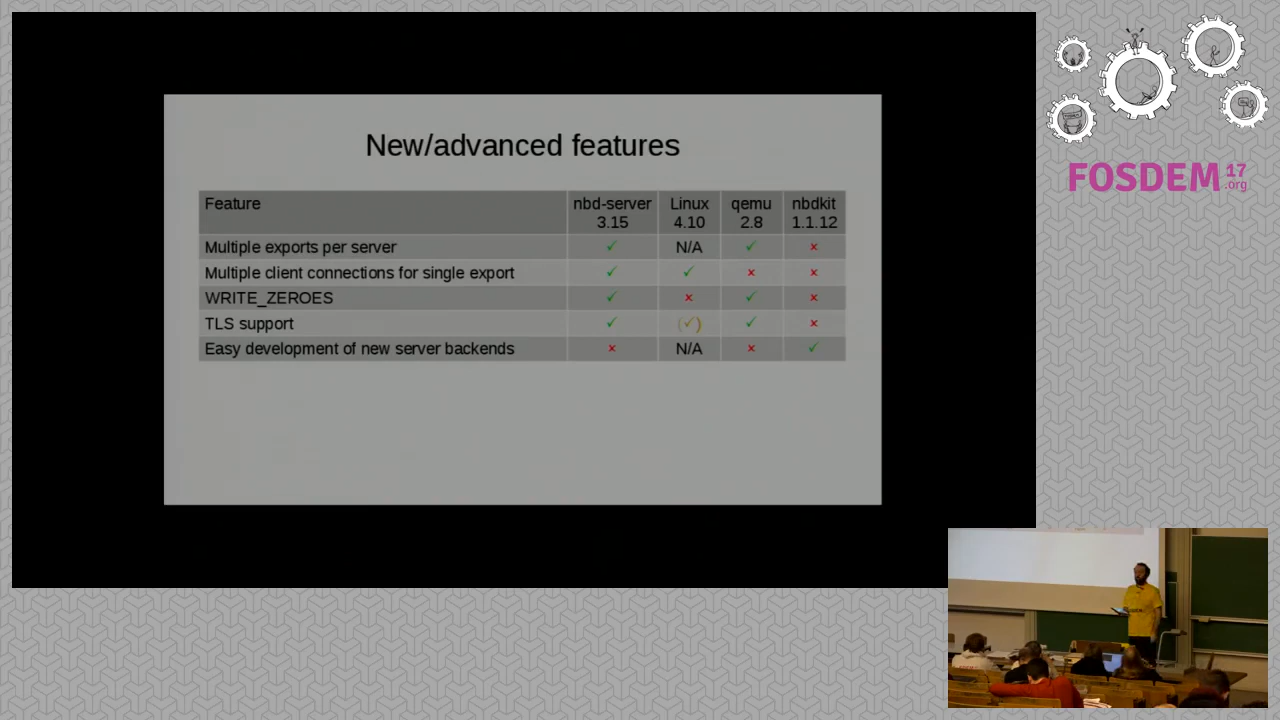 New/advanced features
Feature nbd-server 3.15 Linux 4.10 qemu 2.8 nbdkit 1.1.12
Multiple exports per server ✓ N/A ✓ ×
Multiple client connections for single export ✓ ✓ × ×
WRITE_ZEROES ✓ × ✓ ×
TLS support ✓ (✓) ✓ ×
Easy development of new server backends × N/A × ✓
FOSDEM 17 .org